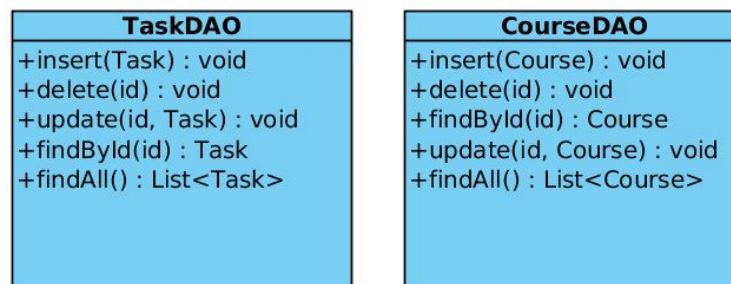 TaskDAO
+insert(Task) : void
+delete(id) : void
+update(id, Task) : void
+findById(id) : Task
+findAll() : List<Task>
CourseDAO
+insert(Course) : void
+delete(id) : void
+findById(id) : Course
+update(id, Course) : void
+findAll() : List<Course>